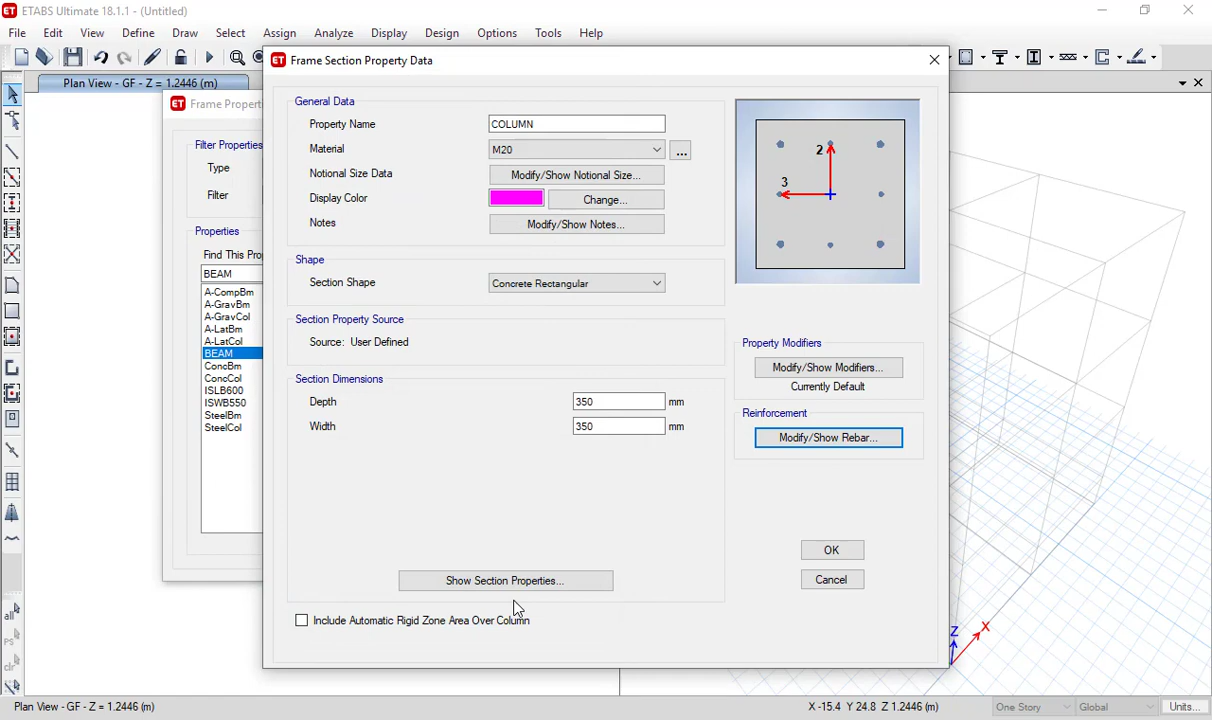 ETABS Ultimate 18.1.1 - (Untitled)
File Edit View Define Draw Select Assign Analyze Display Design Options Tools Help
Plan View - GF - Z = 1.2446 (m)
Frame Properti
Filter Properties
Type
Filter
Properties
Find This Pro
BEAM
A-CompBm
A-GravBm
A-GravCol
A-LatBm
A-LatCol
BEAM
ConcBm
ConcCol
ISLB600
ISWB550
SteelBm
SteelCol
Frame Section Property Data
General Data
Property Name COLUMN
Material M20 ...
Notional Size Data Modify/Show Notional Size...
Display Color Change...
Notes Modify/Show Notes...
Shape
Section Shape Concrete Rectangular
Section Property Source
Source: User Defined
Section Dimensions
Depth 350 mm
Width 350 mm
Show Section Properties...
Include Automatic Rigid Zone Area Over Column
2
3
Property Modifiers
Modify/Show Modifiers...
Currently Default
Reinforcement
Modify/Show Rebar...
OK
Cancel
all
ps
clr
Z X
Plan View - GF - Z = 1.2446 (m) X -15.4 Y 24.8 Z 1.2446 (m) One Story Global Units...